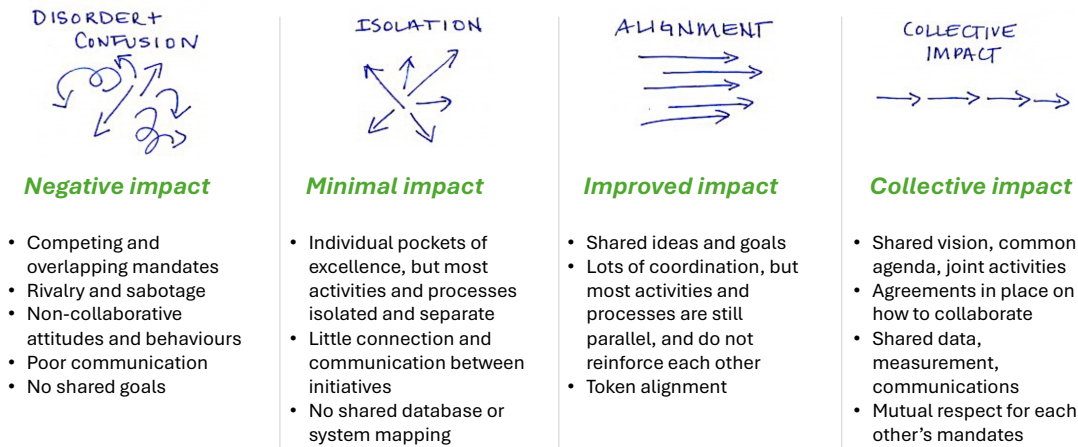 DISORDER +
CONFUSION
Negative impact
• Competing and
overlapping mandates
• Rivalry and sabotage
• Non-collaborative
attitudes and behaviours
• Poor communication
• No shared goals
ISOLATION
Minimal impact
• Individual pockets of
excellence, but most
activities and processes
isolated and separate
• Little connection and
communication between
initiatives
• No shared database or
system mapping
ALIGNMENT
Improved impact
• Shared ideas and goals
• Lots of coordination, but
most activities and
processes are still
parallel, and do not
reinforce each other
• Token alignment
COLLECTIVE
IMPACT
Collective impact
• Shared vision, common
agenda, joint activities
• Agreements in place on
how to collaborate
• Shared data,
measurement,
communications
• Mutual respect for each
other’s mandates